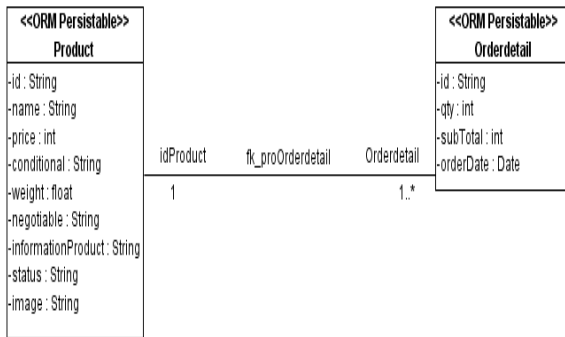 <<ORM Persistable>>
Product
-id : String
-name : String
-price : int
-conditional : String
-weight : float
-negotiable : String
-informationProduct : String
-status : String
-image : String
idProduct fk_proOrderdetail Orderdetail
1 1..*
<<ORM Persistable>>
Orderdetail
-id : String
-qty : int
-subTotal : int
-orderDate : Date